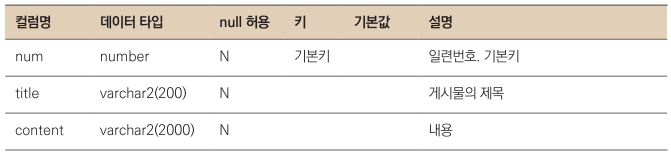 컬럼명 데이터 타입 null 허용 키 기본값 설명
num number N 기본키 일련번호. 기본키
title varchar2(200) N 게시물의 제목
content varchar2(2000) N 내용